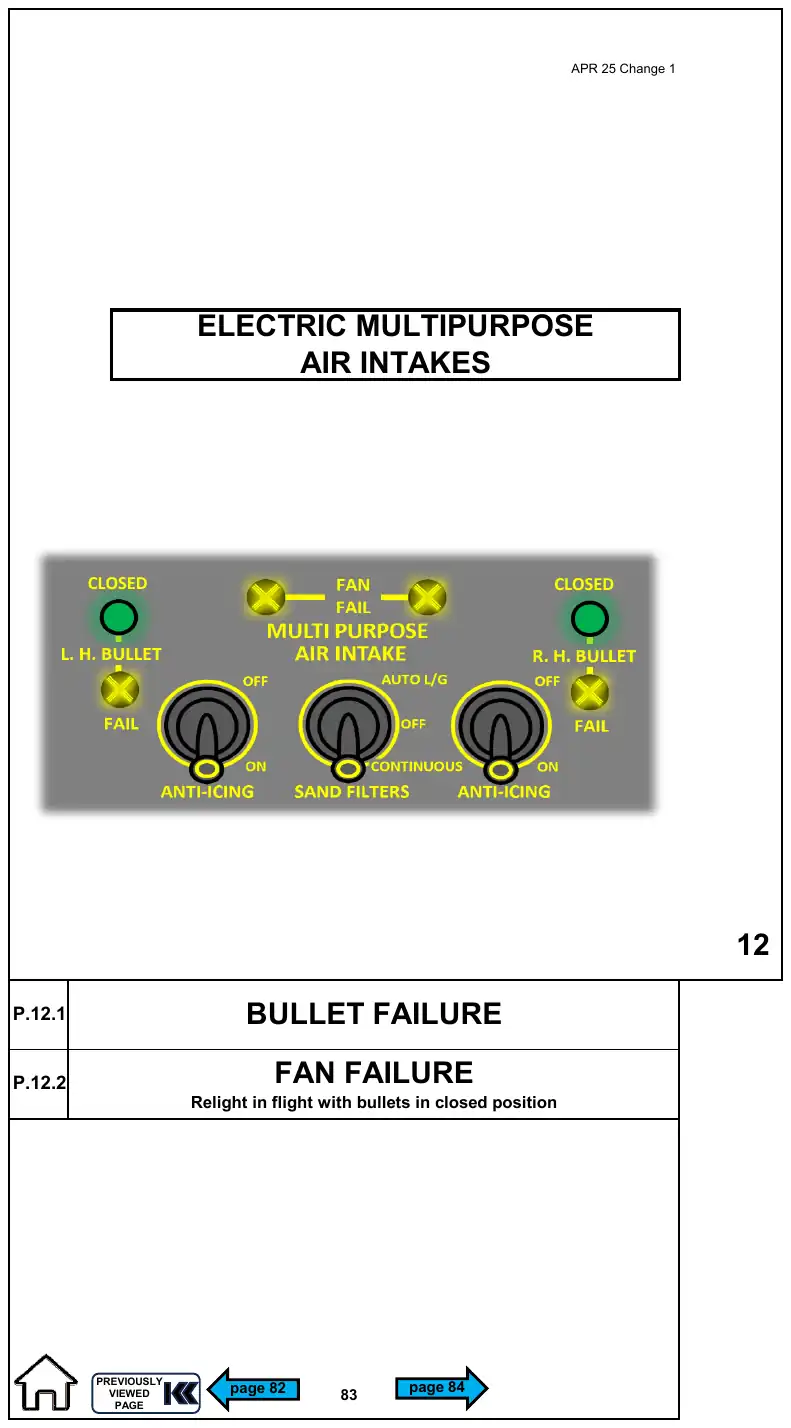 APR 25 Change 1
ELECTRIC MULTIPURPOSE
AIR INTAKES
CLOSED
FAN
FAIL
CLOSED
MULTI PURPOSE
AIR INTAKE
L. H. BULLET
R. H. BULLET
OFF
AUTO L/G
OFF
FAIL
OFF
FAIL
ON
CONTINUOUS
ON
ANTI-ICING
SAND FILTERS
ANTI-ICING
12
P.12.1
BULLET FAILURE
P.12.2
FAN FAILURE
Relight in flight with bullets in closed position
PREVIOUSLY
VIEWED
PAGE
page 82
83
page 84